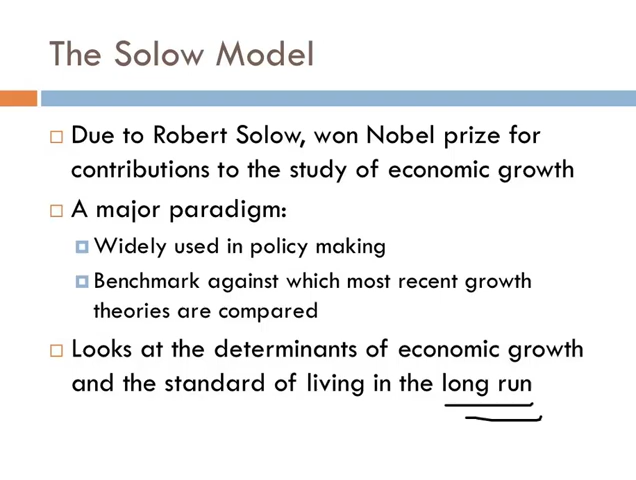 The Solow Model
Due to Robert Solow, won Nobel prize for
contributions to the study of economic growth
A major paradigm:
Widely used in policy making
Benchmark against which most recent growth
theories are compared
Looks at the determinants of economic growth
and the standard of living in the long run